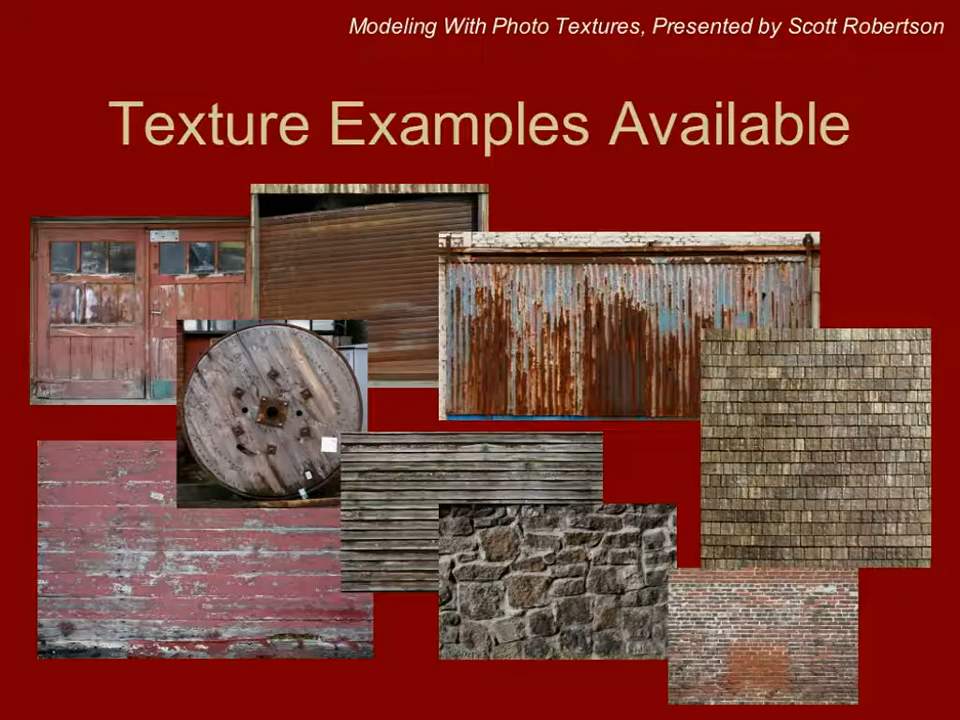 Modeling With Photo Textures, Presented by Scott Robertson
Texture Examples Available